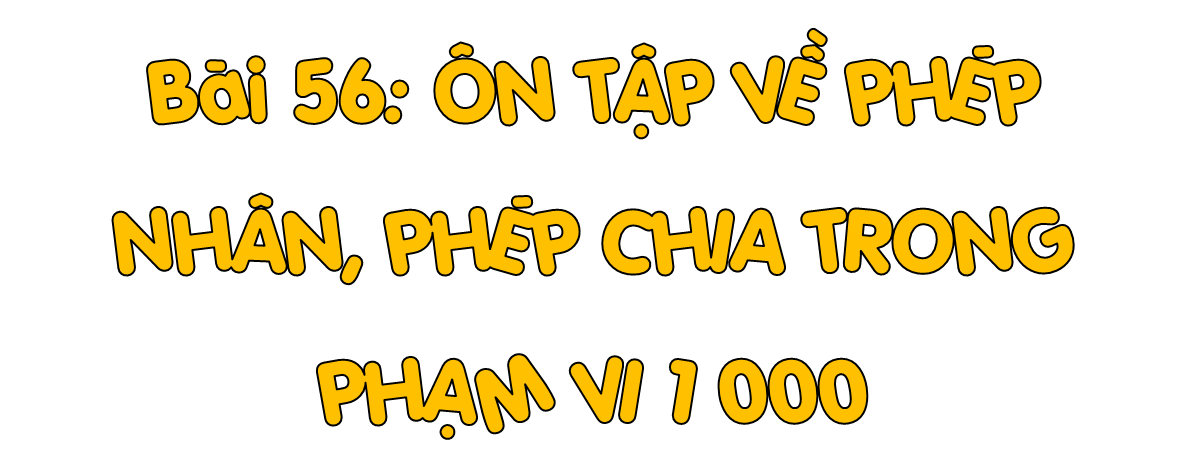 Bài 56: ÔN TẬP VỀ PHÉP
NHÂN, PHÉP CHIA TRONG
PHẠM VI 1 000